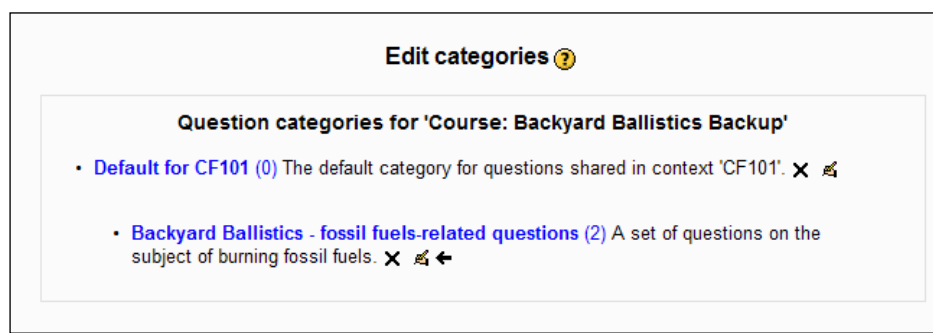 Edit categories ?
Question categories for 'Course: Backyard Ballistics Backup'
• Default for CF101 (0) The default category for questions shared in context 'CF101'.
• Backyard Ballistics - fossil fuels-related questions (2) A set of questions on the
subject of burning fossil fuels.